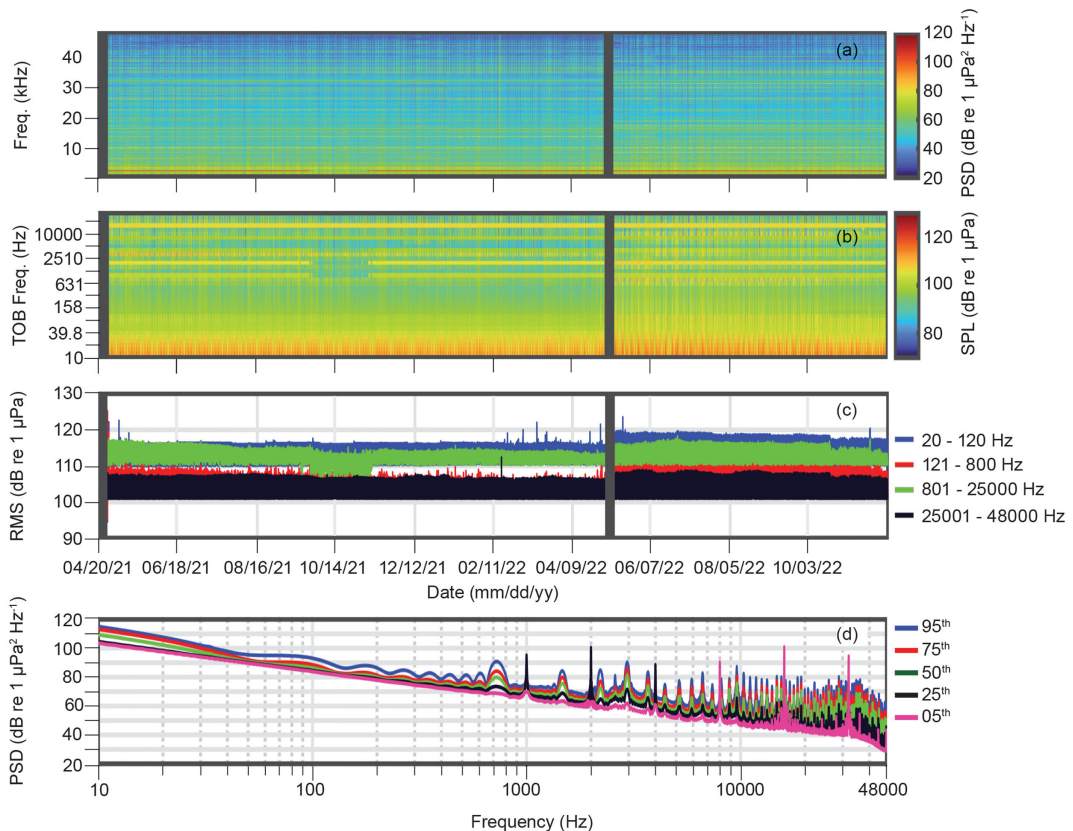 (a)
40
30
20
10
Freq. (kHz)
120
100
80
60
40
20
PSD (dB re 1 µPa² Hz⁻¹)
(b)
10000
2510
631
158
39.8
10
TOB Freq. (Hz)
120
100
80
SPL (dB re 1 µPa)
(c)
130
120
110
100
90
RMS (dB re 1 µPa)
20 - 120 Hz
121 - 800 Hz
801 - 25000 Hz
25001 - 48000 Hz
04/20/21 06/18/21 08/16/21 10/14/21 12/12/21 02/11/22 04/09/22 06/07/22 08/05/22 10/03/22
Date (mm/dd/yy)
(d)
120
100
80
60
40
20
PSD (dB re 1 µPa² Hz⁻¹)
95th
75th
50th
25th
05th
10 100 1000 10000 48000
Frequency (Hz)